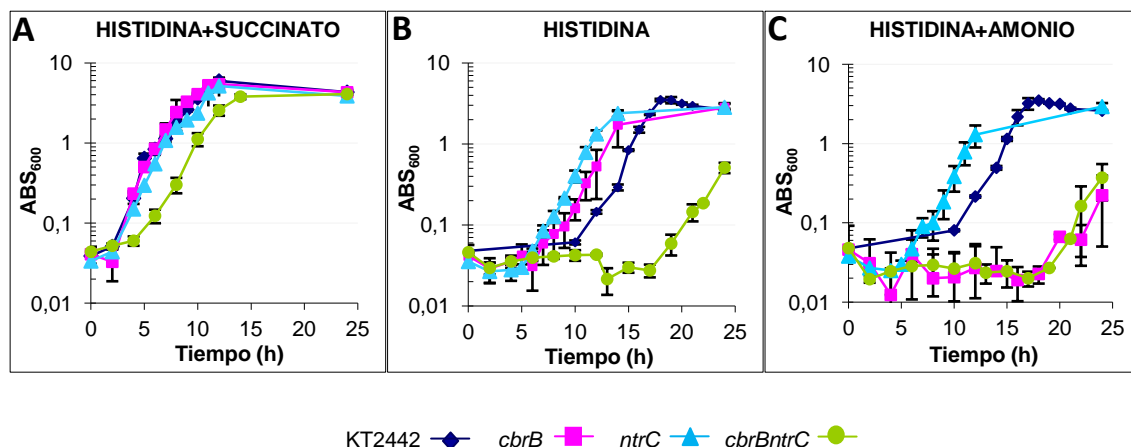 A HISTIDINA+SUCCINATO
ABS600
10
1
0,1
0,01
0 5 10 15 20 25
Tiempo (h)
B HISTIDINA
ABS600
10
1
0,1
0,01
0 5 10 15 20 25
Tiempo (h)
C HISTIDINA+AMONIO
ABS600
10
1
0,1
0,01
0 5 10 15 20 25
Tiempo (h)
KT2442 cbrB ntrC cbrBntrC